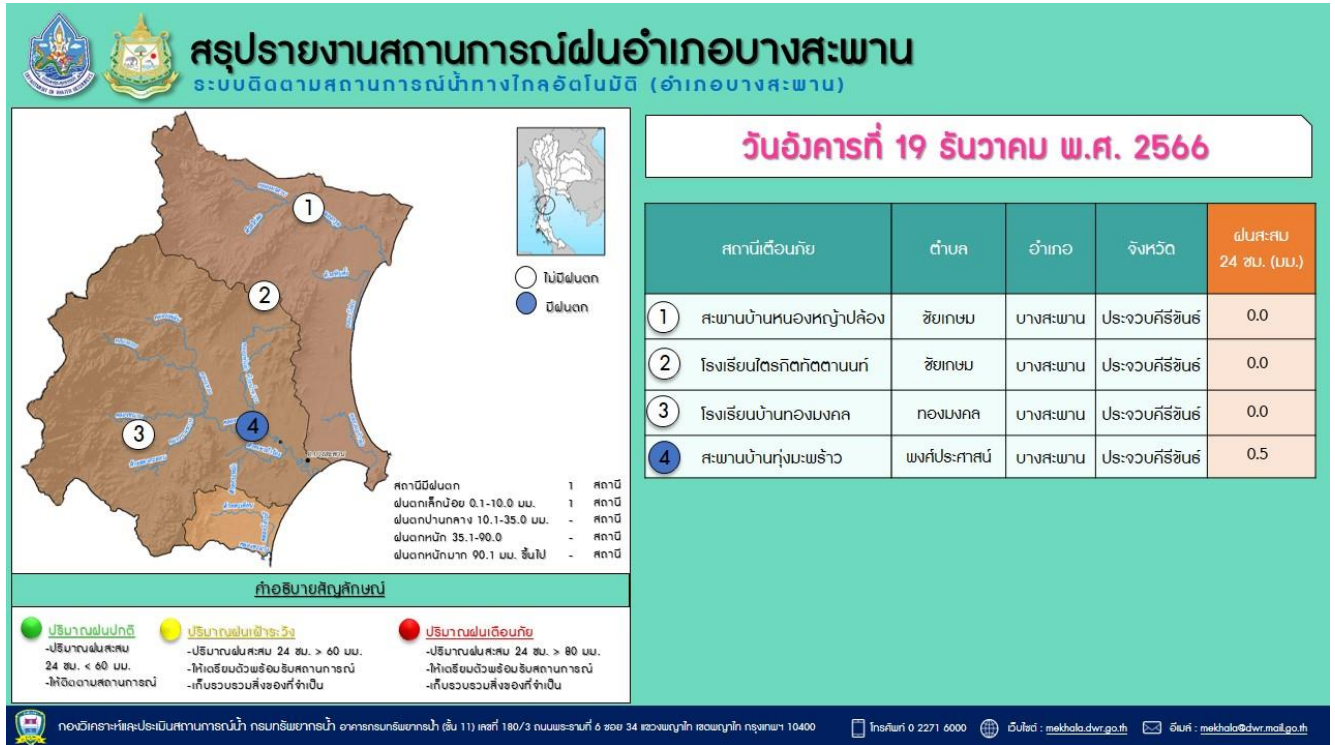 สรุปรายงานสถานการณ์ฝนอำเภอบางสะพาน
ระบบติดตามสถานการณ์น้ำทางไกลอัตโนมัติ (อำเภอบางสะพาน)
วันอังคารที่ 19 ธันวาคม พ.ศ. 2566
1
2
3
4
ไม่มีฝนตก
มีฝนตก
อ.บางสะพาน
สถานีมีฝนตก 1 สถานี
ฝนตกเล็กน้อย 0.1-10.0 มม. 1 สถานี
ฝนตกปานกลาง 10.1-35.0 มม. - สถานี
ฝนตกหนัก 35.1-90.0 - สถานี
ฝนตกหนักมาก 90.1 มม. ขึ้นไป - สถานี
สถานีเตือนภัย ตำบล อำเภอ จังหวัด ฝนสะสม
24 ชม. (มม.)
1 สะพานบ้านหนองหญ้าปล้อง ชัยเกษม บางสะพาน ประจวบคีรีขันธ์ 0.0
2 โรงเรียนไตรกิตทัตตานนท์ ชัยเกษม บางสะพาน ประจวบคีรีขันธ์ 0.0
3 โรงเรียนบ้านทองมงคล ทองมงคล บางสะพาน ประจวบคีรีขันธ์ 0.0
4 สะพานบ้านทุ่งมะพร้าว พงศ์ประศาสน์ บางสะพาน ประจวบคีรีขันธ์ 0.5
คำอธิบายสัญลักษณ์
ปริมาณฝนปกติ
-ปริมาณฝนสะสม
24 ชม. < 60 มม.
-ให้ติดตามสถานการณ์
ปริมาณฝนเฝ้าระวัง
-ปริมาณฝนสะสม 24 ชม. > 60 มม.
-ให้เตรียมตัวพร้อมรับสถานการณ์
-เก็บรวบรวมสิ่งของที่จำเป็น
ปริมาณฝนเตือนภัย
-ปริมาณฝนสะสม 24 ชม. > 80 มม.
-ให้เตรียมตัวพร้อมรับสถานการณ์
-เก็บรวบรวมสิ่งของที่จำเป็น
กองวิเคราะห์และประเมินสถานการณ์น้ำ กรมทรัพยากรน้ำ อาคารกรมทรัพยากรน้ำ (ชั้น 11) เลขที่ 180/3 ถนนพระรามที่ 6 ซอย 34 แขวงพญาไท เขตพญาไท กรุงเทพฯ 10400 โทรศัพท์ 0 2271 6000 เว็บไซต์ : mekhala.dwr.go.th อีเมล์ : mekhala@dwr.mail.go.th